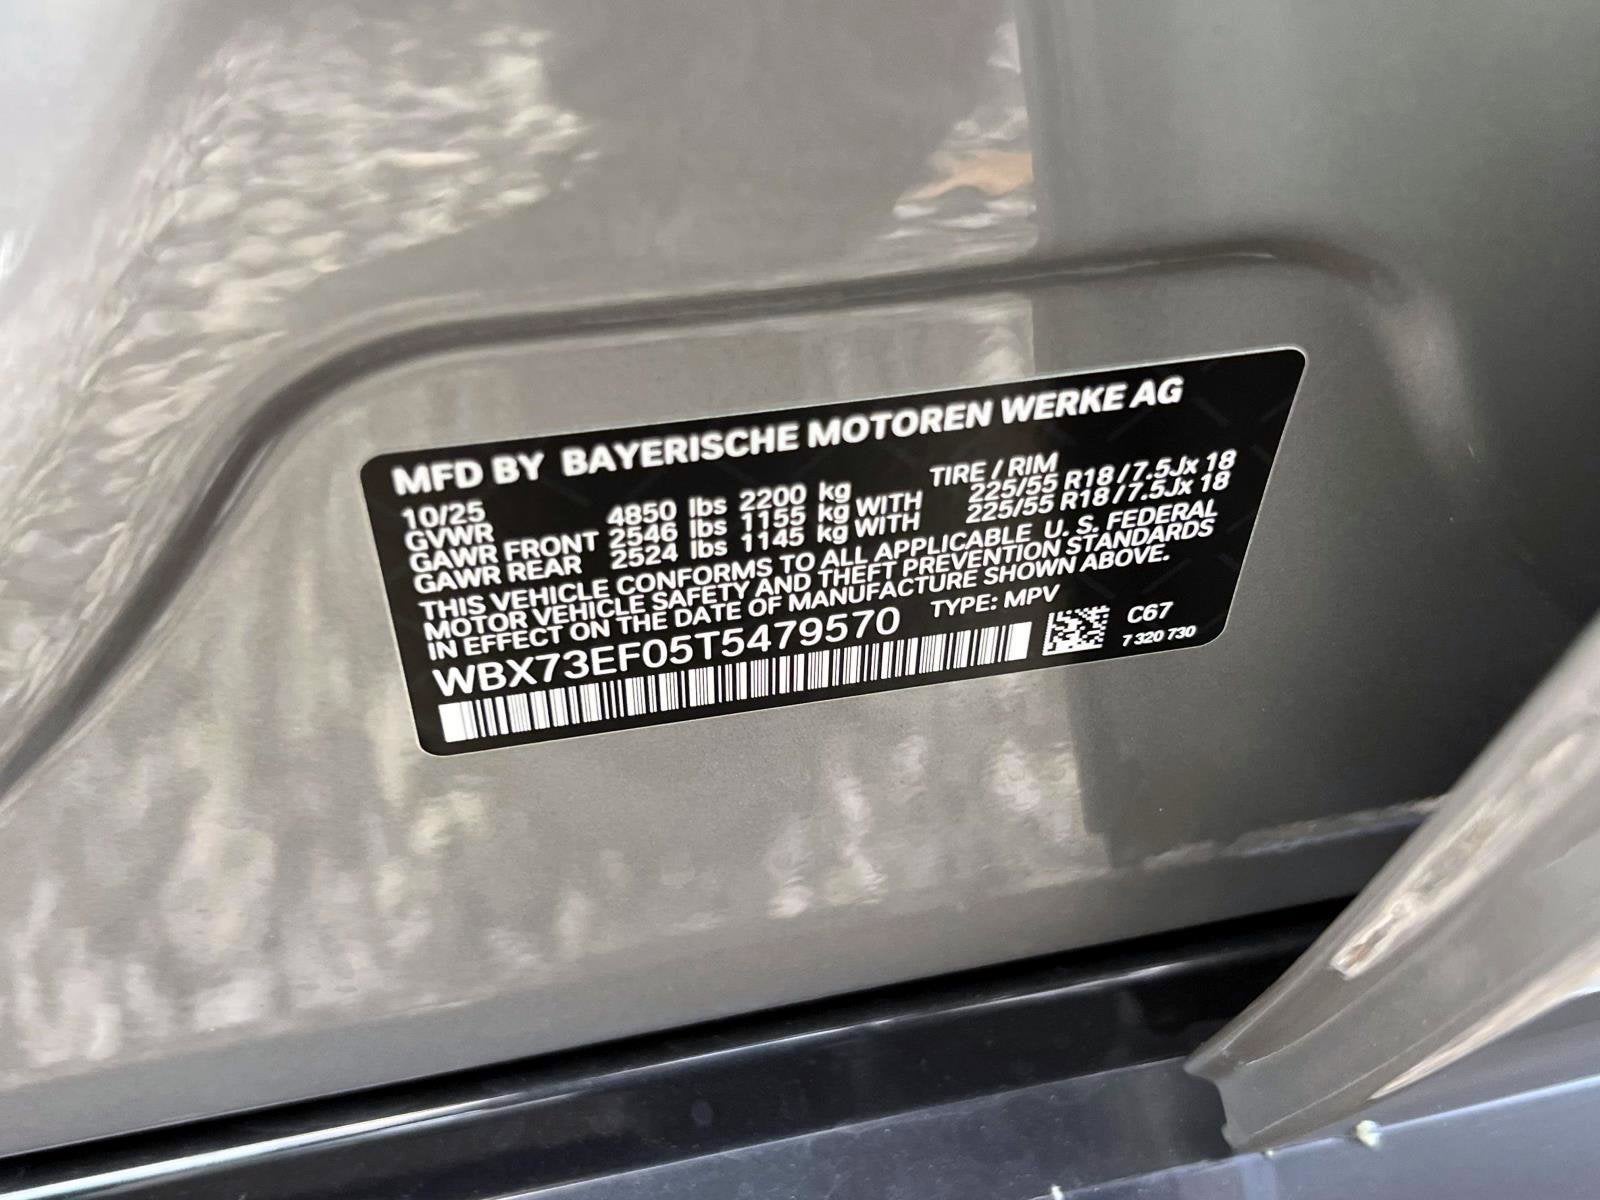 MFD BY BAYERISCHE MOTOREN WERKE AG
10/25 TIRE / RIM
GVWR 4850 lbs 2200 kg
GAWR FRONT 2546 lbs 1155 kg WITH 225/55 R18 / 7.5Jx 18
GAWR REAR 2524 lbs 1145 kg WITH 225/55 R18 / 7.5Jx 18
THIS VEHICLE CONFORMS TO ALL APPLICABLE U. S. FEDERAL
MOTOR VEHICLE SAFETY AND THEFT PREVENTION STANDARDS
IN EFFECT ON THE DATE OF MANUFACTURE SHOWN ABOVE.
WBX73EF05T5479570 TYPE: MPV
C67
7 320 730